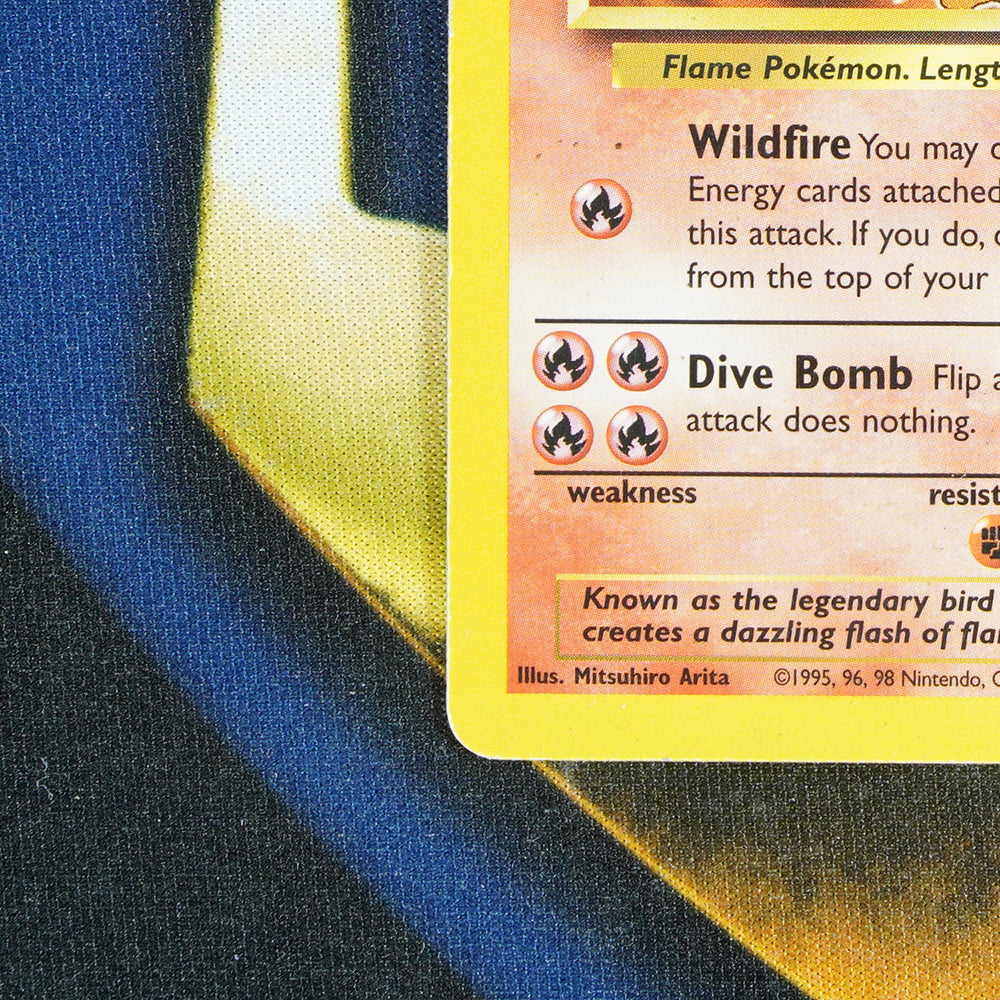 Flame Pokémon. Lengt
Wildfire You may
Energy cards attached
this attack. If you do,
from the top of your
Dive Bomb Flip a
attack does nothing.
weakness resist
Known as the legendary bird
creates a dazzling flash of fla
Illus. Mitsuhiro Arita ©1995, 96, 98 Nintendo,